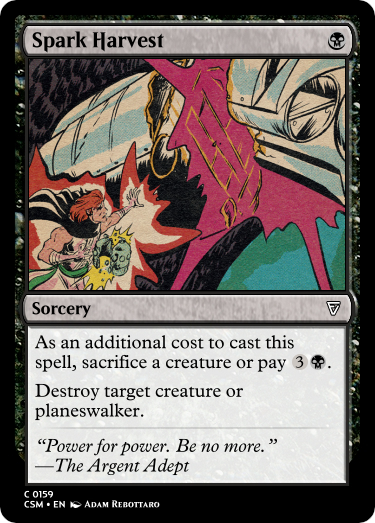 Spark Harvest
Sorcery
As an additional cost to cast this
spell, sacrifice a creature or pay 3.
Destroy target creature or
planeswalker.
“Power for power. Be no more.”
—The Argent Adept
C 0159
CSM • EN Adam Rebottaro